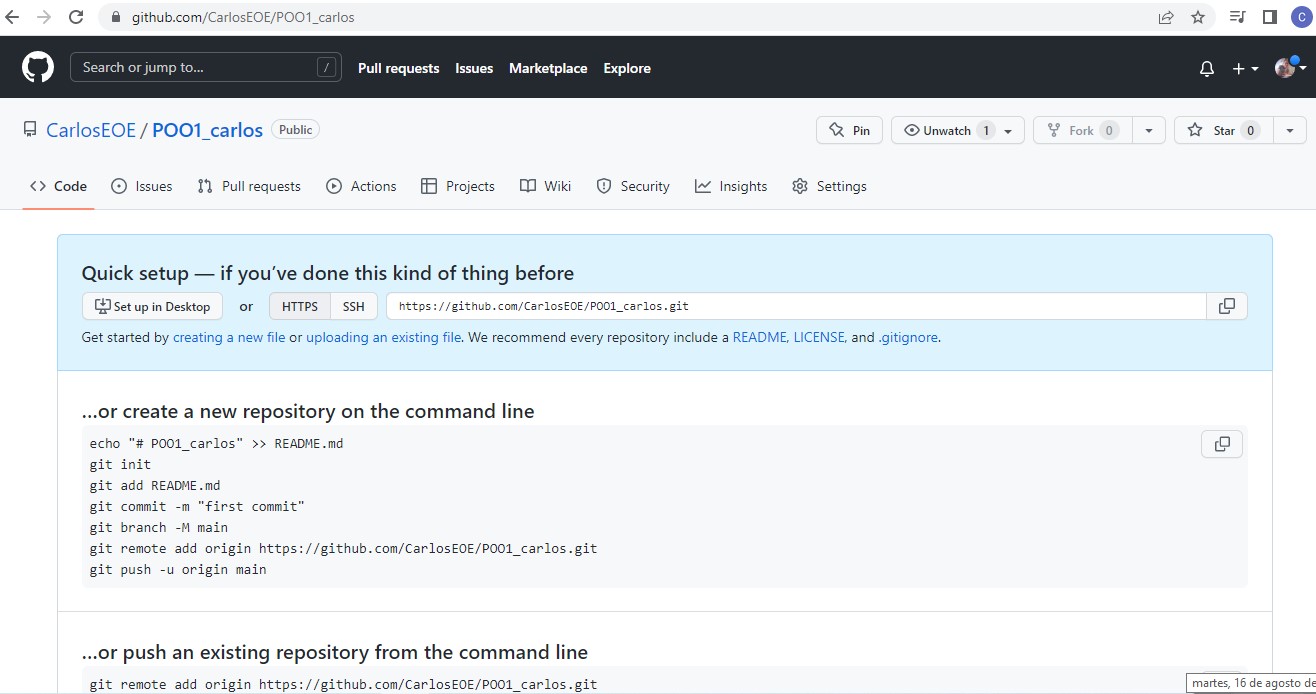 github.com/CarlosEOE/POO1_carlos
C
Search or jump to... /
Pull requests Issues Marketplace Explore
CarlosEOE / POO1_carlos Public
Pin Unwatch 1 Fork 0 Star 0
Code Issues Pull requests Actions Projects Wiki Security Insights Settings
Quick setup — if you’ve done this kind of thing before
Set up in Desktop or HTTPS SSH https://github.com/CarlosEOE/POO1_carlos.git
Get started by creating a new file or uploading an existing file. We recommend every repository include a README, LICENSE, and .gitignore.
…or create a new repository on the command line
echo "# POO1_carlos" >> README.md
git init
git add README.md
git commit -m "first commit"
git branch -M main
git remote add origin https://github.com/CarlosEOE/POO1_carlos.git
git push -u origin main
…or push an existing repository from the command line
git remote add origin https://github.com/CarlosEOE/POO1_carlos.git
martes, 16 de agosto de